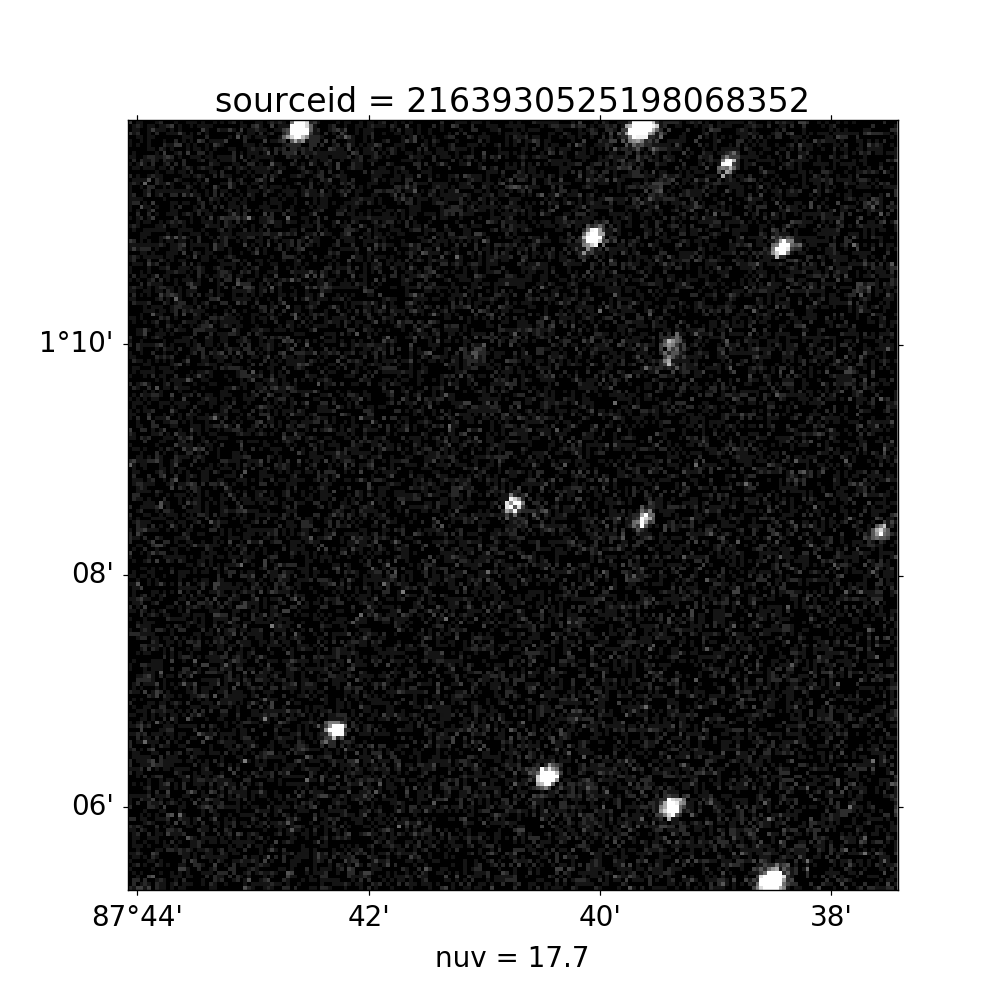 sourceid = 2163930525198068352
1°10'
08'
06'
87°44' 42' 40' 38'
nuv = 17.7